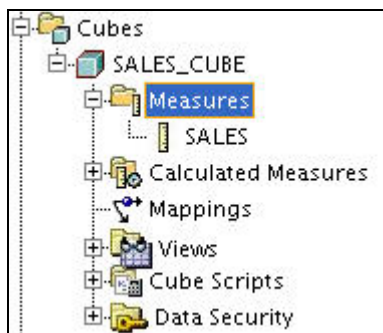 Cubes
SALES_CUBE
Measures
SALES
Calculated Measures
Mappings
Views
Cube Scripts
Data Security